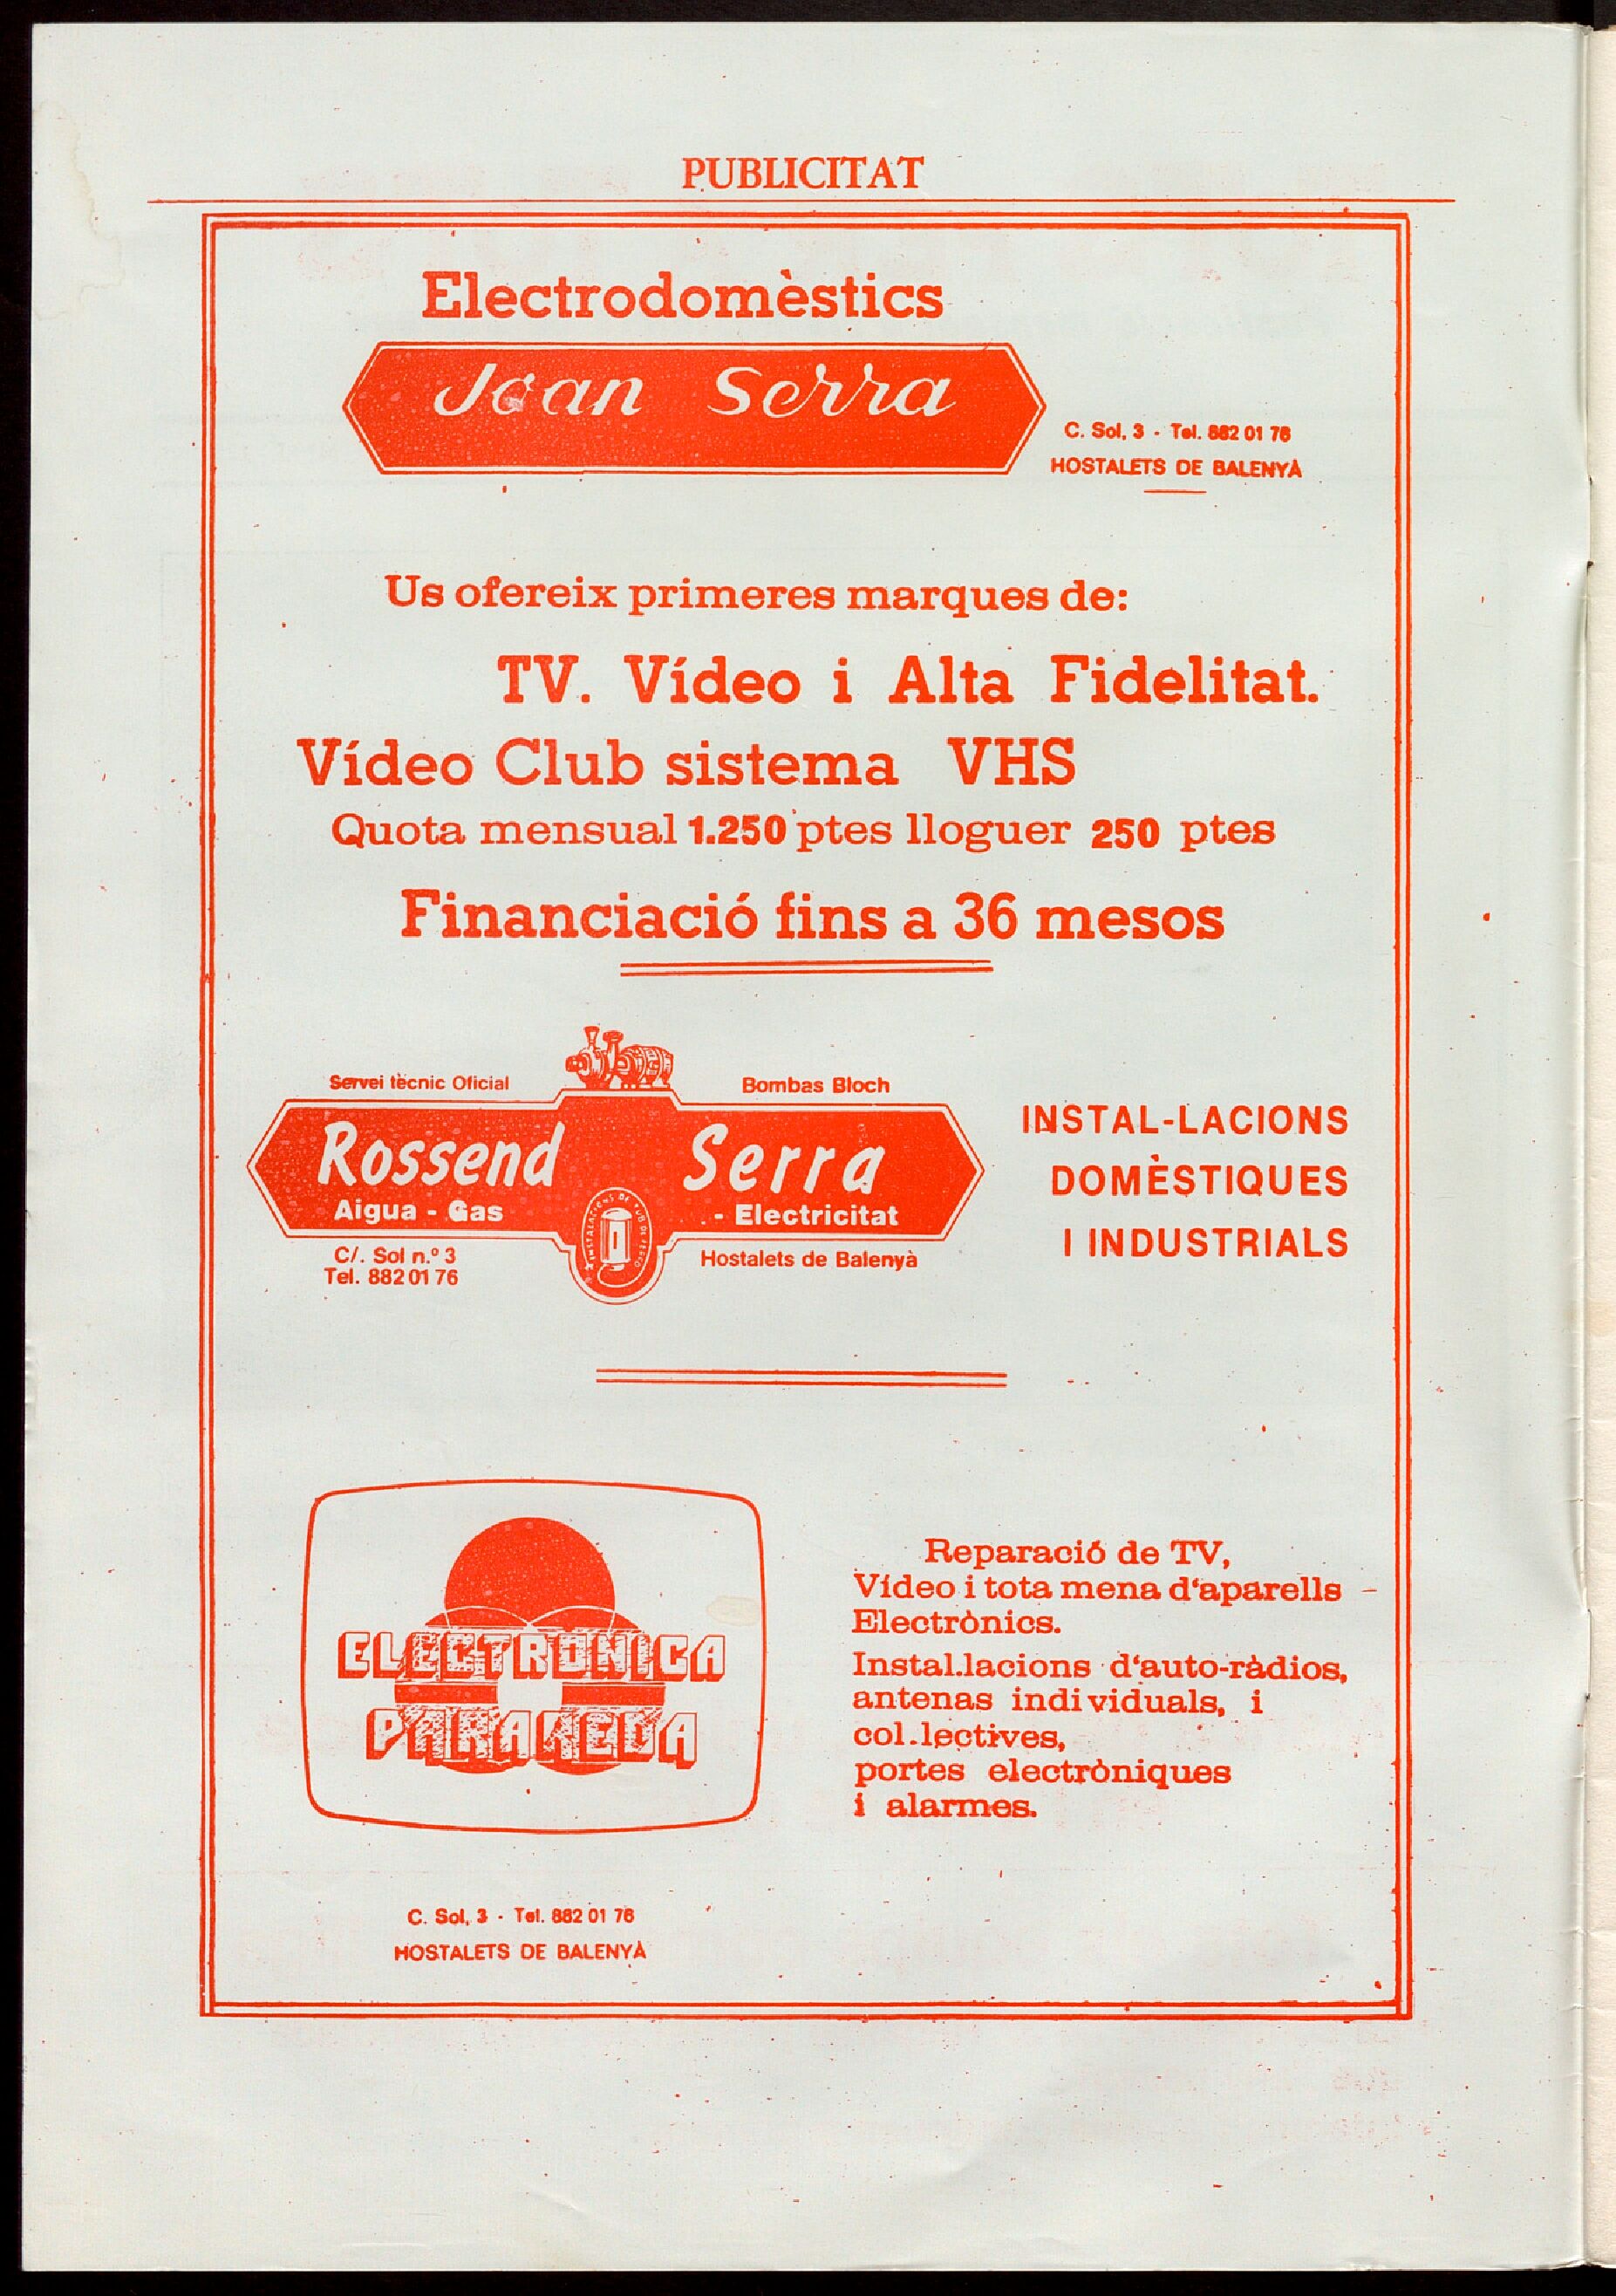 PUBLICITAT
Electrodomèstics
Joan Serra
C. Sol, 3 - Tel. 882 01 76
HOSTALETS DE BALENYÀ
Us ofereix primeres marques de:
TV. Vídeo i Alta Fidelitat.
Vídeo Club sistema VHS
Quota mensual 1.250 ptes lloguer 250 ptes
Financiació fins a 36 mesos
Servei tècnic Oficial Bombas Bloch
Rossend Serra
Aigua - Gas - Electricitat
C/. Sol n.º 3
Tel. 882 01 76
Hostalets de Balenyà
INSTAL-LACIONS
DOMÈSTIQUES
I INDUSTRIALS
ELECTRONICA
PARAREDA
C. Sol, 3 - Tel. 882 01 76
HOSTALETS DE BALENYÀ
Reparació de TV,
Vídeo i tota mena d'aparells -
Electrònics.
Instal.lacions d'auto-ràdios,
antenas individuals, i
col.lectives,
portes electròniques
i alarmes.